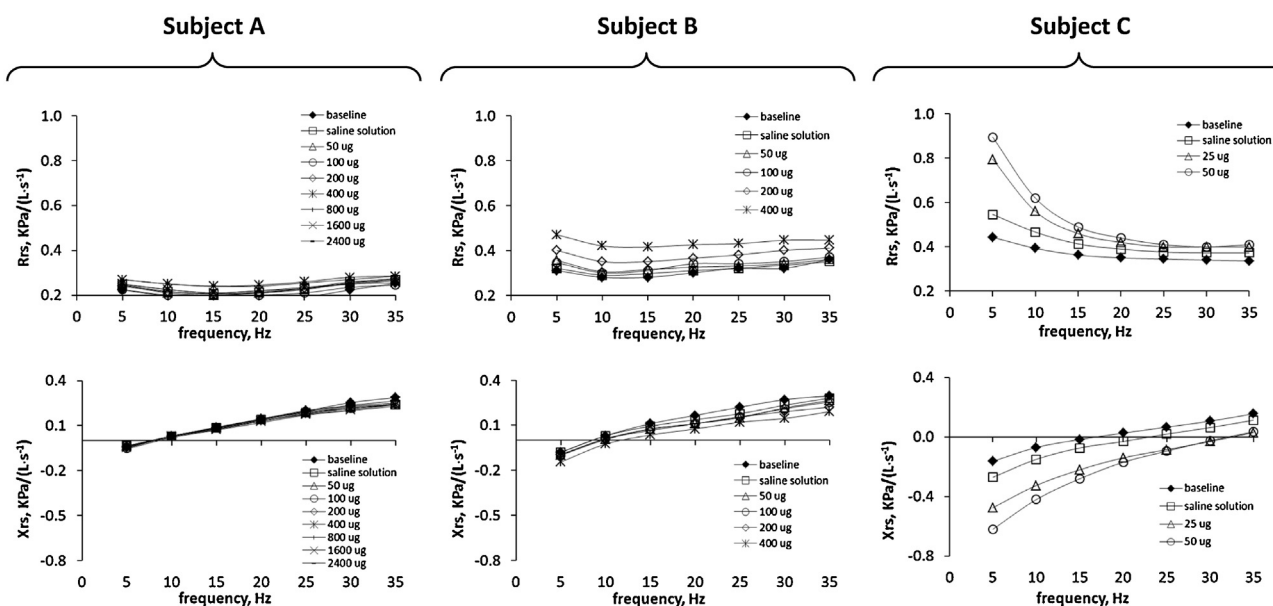 Subject A
Subject B
Subject C
Rrs, KPa/(L·s⁻¹)
1.0
0.8
0.6
0.4
0.2
0 5 10 15 20 25 30 35
frequency, Hz
baseline
saline solution
50 ug
100 ug
200 ug
400 ug
800 ug
1600 ug
2400 ug
Rrs, KPa/(L·s⁻¹)
1.0
0.8
0.6
0.4
0.2
0 5 10 15 20 25 30 35
frequency, Hz
baseline
saline solution
50 ug
100 ug
200 ug
400 ug
Rrs, KPa/(L·s⁻¹)
1.0
0.8
0.6
0.4
0.2
0 5 10 15 20 25 30 35
frequency, Hz
baseline
saline solution
25 ug
50 ug
Xrs, KPa/(L·s⁻¹)
0.4
0.1
-0.2
-0.5
-0.8
0 5 10 15 20 25 30 35
frequency, Hz
baseline
saline solution
50 ug
100 ug
200 ug
400 ug
800 ug
1600 ug
2400 ug
Xrs, KPa/(L·s⁻¹)
0.4
0.1
-0.2
-0.5
-0.8
0 5 10 15 20 25 30 35
frequency, Hz
baseline
saline solution
50 ug
100 ug
200 ug
400 ug
Xrs, KPa/(L·s⁻¹)
0.4
0.0
-0.4
-0.8
0 5 10 15 20 25 30 35
frequency, Hz
baseline
saline solution
25 ug
50 ug